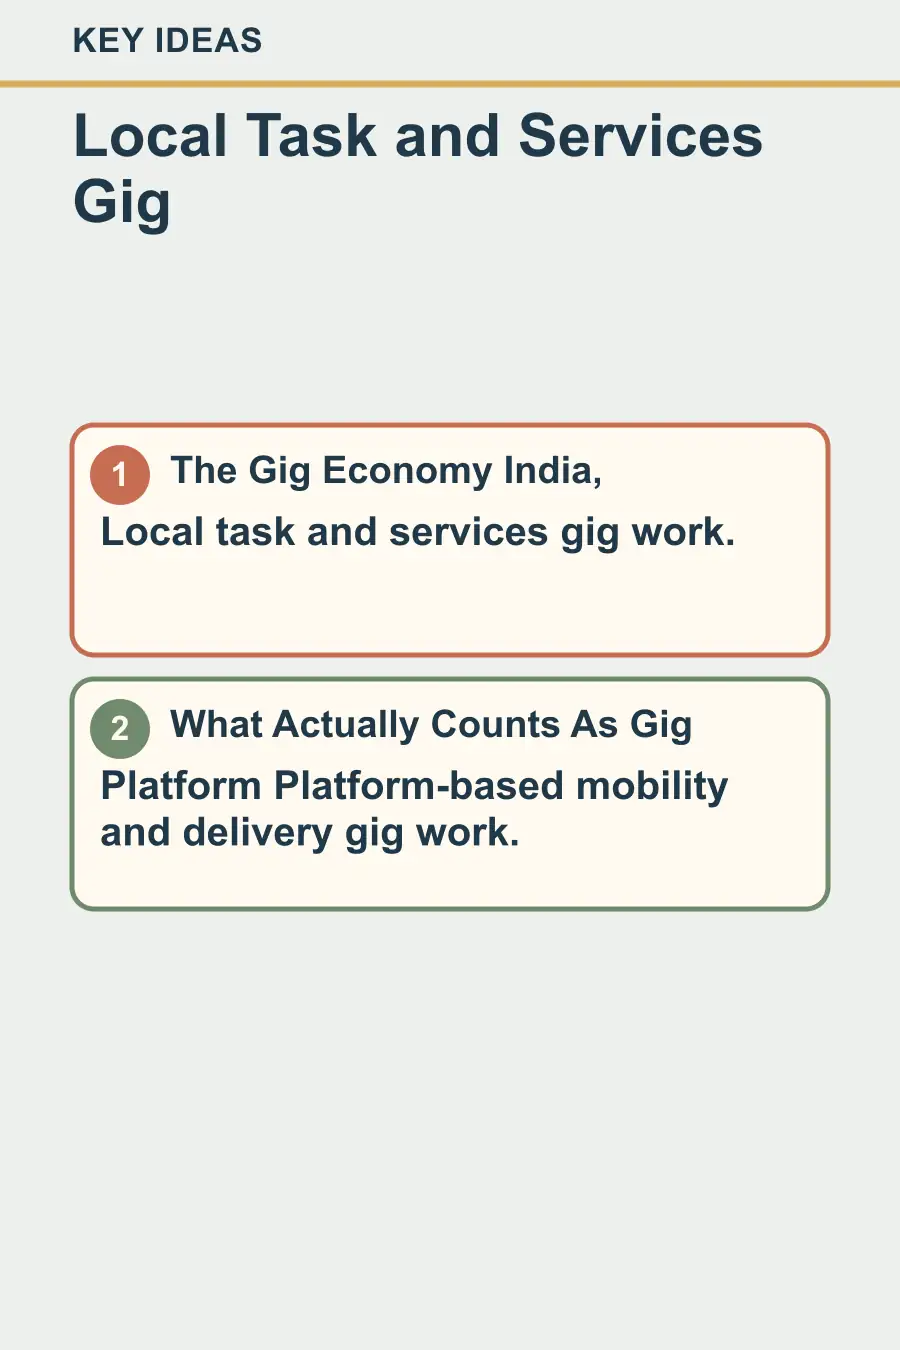 KEY IDEAS
Local Task and Services
Gig
1 The Gig Economy India,
Local task and services gig work.
2 What Actually Counts As Gig
Platform Platform-based mobility
and delivery gig work.